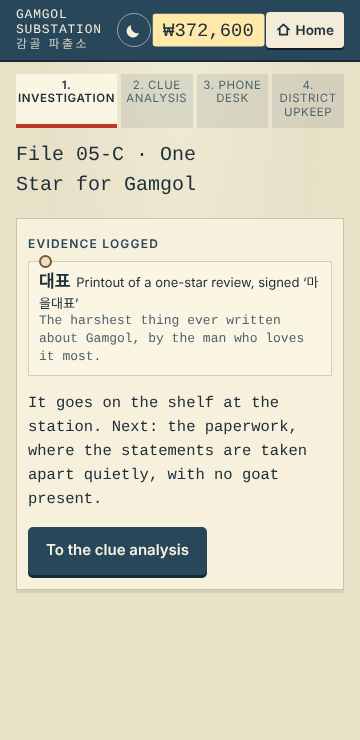 GAMGOL
SUBSTATION
감골 파출소
₩372,600
Home
1.
INVESTIGATION
2. CLUE
ANALYSIS
3. PHONE
DESK
4.
DISTRICT
UPKEEP
File 05-C · One
Star for Gamgol
EVIDENCE LOGGED
대표 Printout of a one-star review, signed ‘마
을대표’
The harshest thing ever written
about Gamgol, by the man who loves
it most.
It goes on the shelf at the
station. Next: the paperwork,
where the statements are taken
apart quietly, with no goat
present.
To the clue analysis